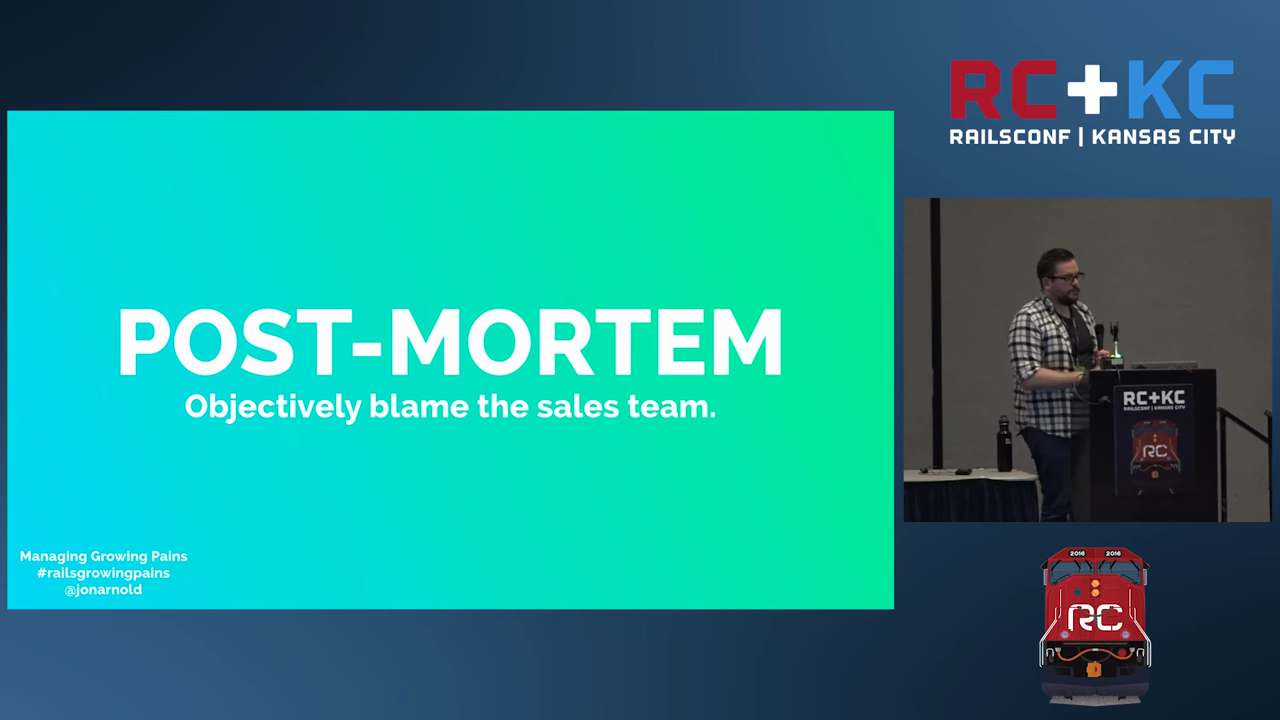 POST-MORTEM
Objectively blame the sales team.
Managing Growing Pains
#railsgrowingpains
@jonarnold
RC+KC
RAILSCONF | KANSAS CITY
RC+KC
RAILSCONF | KANSAS CITY
RC
2016 2016
RC